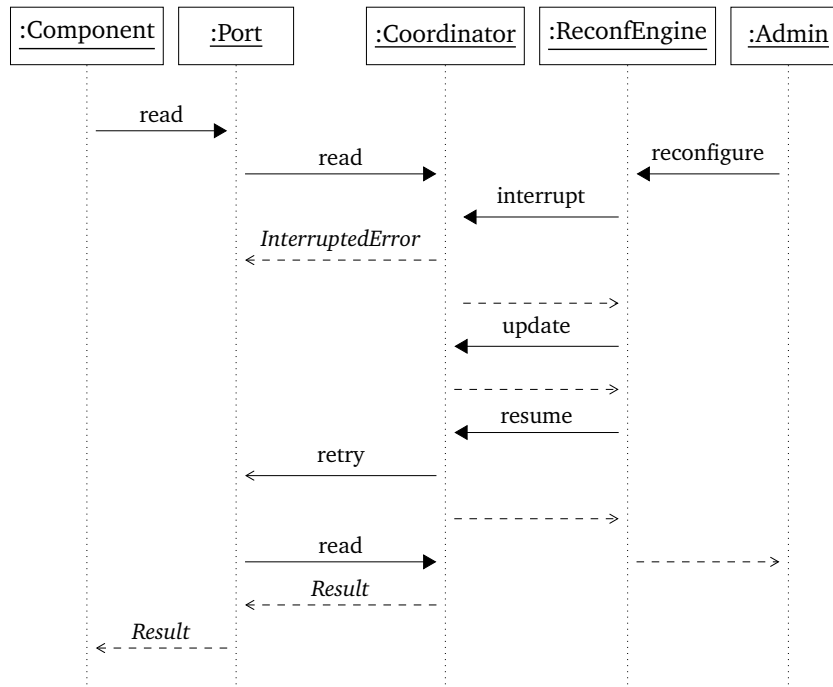 :Component
:Port
:Coordinator
:ReconfEngine
:Admin
read
read
reconfigure
interrupt
InterruptedError
update
resume
retry
read
Result
Result